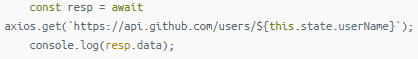 const resp = await
axios.get(`https://api.github.com/users/${this.state.userName}`);
console.log(resp.data);